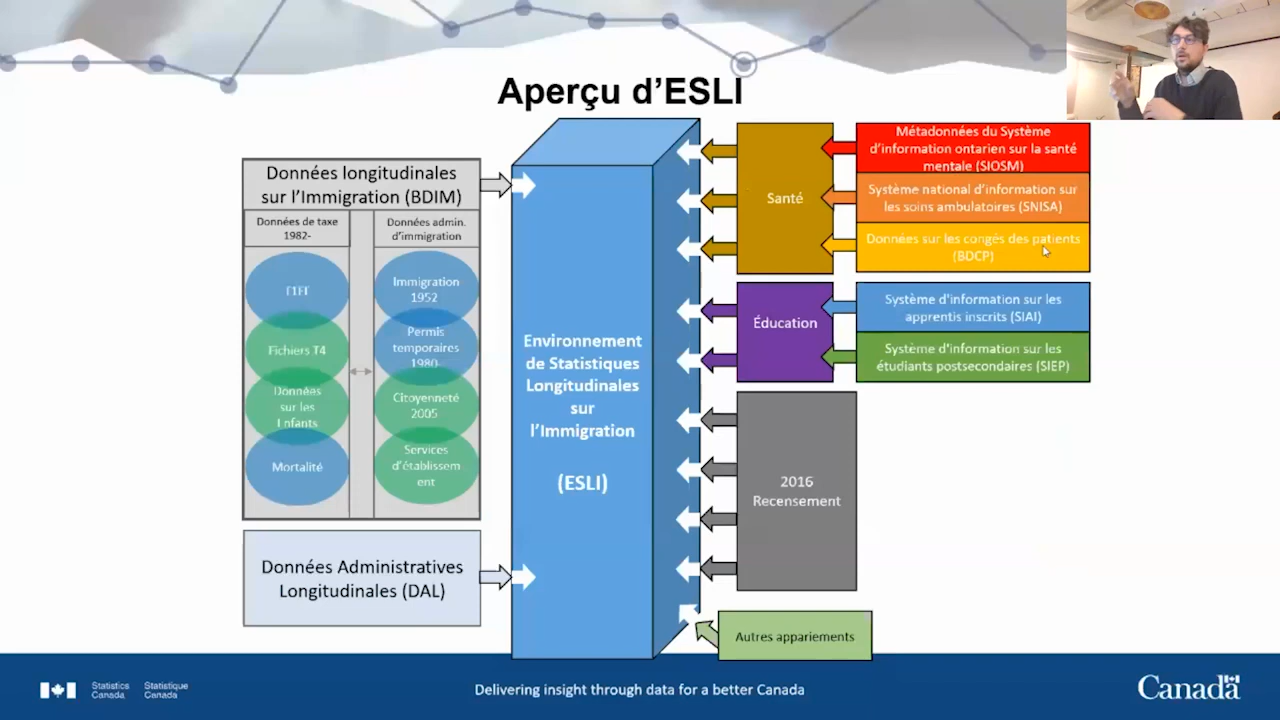 Aperçu d'ESLI
Données longitudinales
sur l'Immigration (BDIM)
Données de taxe
1982-
Données admin.
d'immigration
Fichiers T4
Données
sur les
Enfants
Mortalité
Immigration
1952
Permis
temporaires
1980-
Citoyenneté
2005
Services
d'établissem
ent
Données Administratives
Longitudinales (DAL)
Environnement
de Statistiques
Longitudinales
sur
l'Immigration
(ESLI)
Santé
Métadonnées du Système
d'information ontarien sur la santé
mentale (SIOSM)
Système national d'information sur
les soins ambulatoires (SNISA)
Données sur les congés des patients
(BDCP)
Éducation
Système d'information sur les
apprentis inscrits (SIAI)
Système d'information sur les
étudiants postsecondaires (SIEP)
2016
Recensement
Autres appariements
Statistics
Canada
Statistique
Canada
Delivering insight through data for a better Canada
Canada